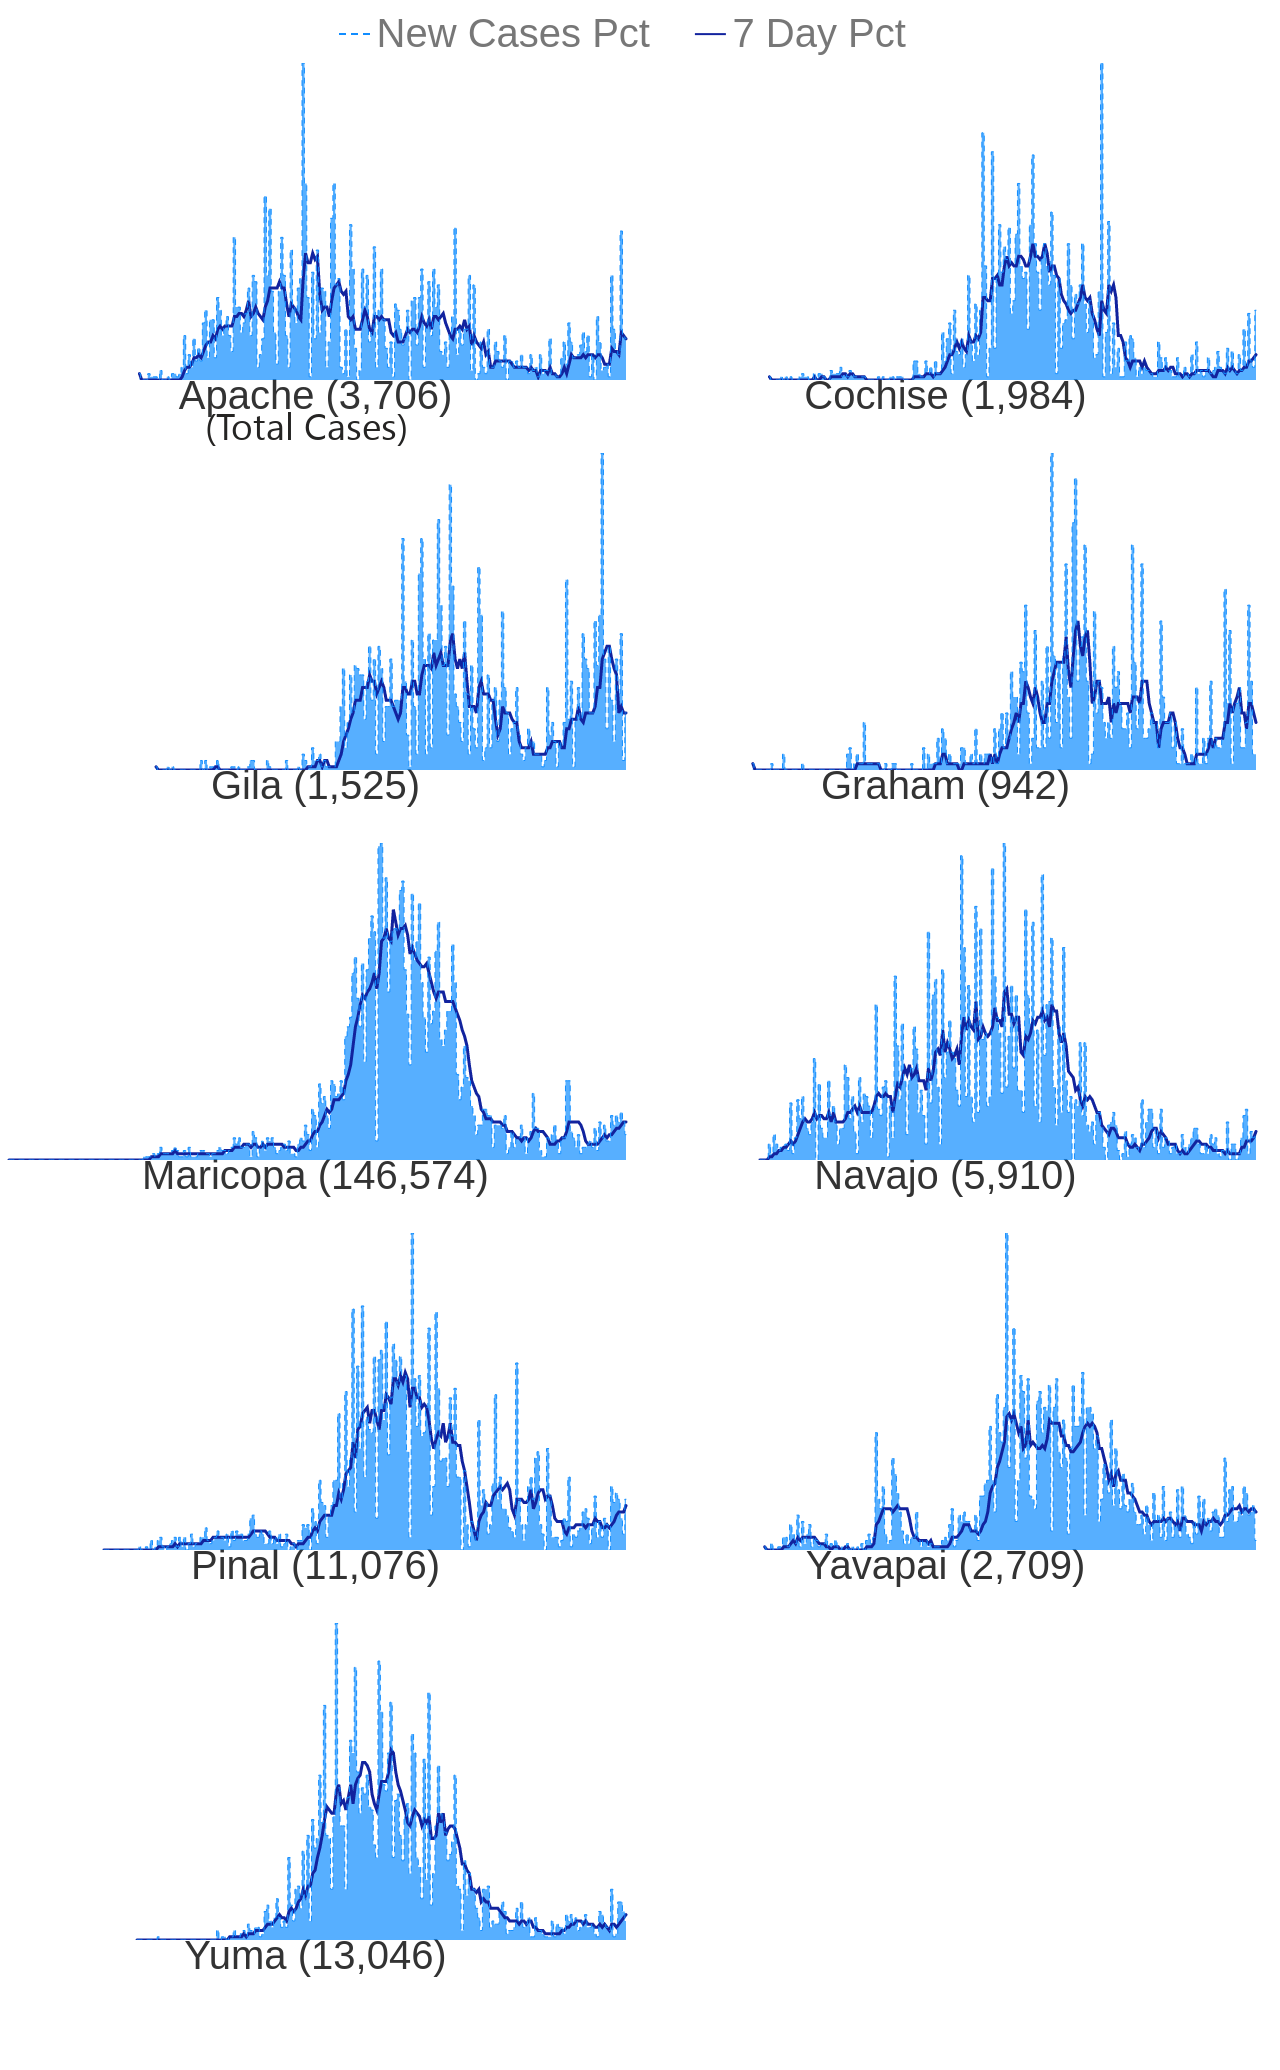 New Cases Pct 7 Day Pct
Apache (3,706) Cochise (1,984)
(Total Cases)
Gila (1,525) Graham (942)
Maricopa (146,574) Navajo (5,910)
Pinal (11,076) Yavapai (2,709)
Yuma (13,046)